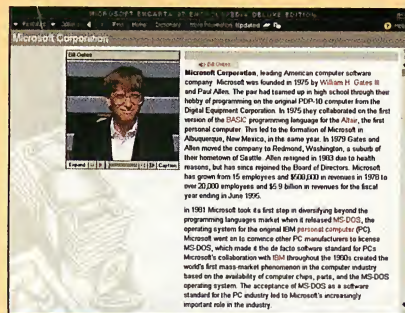 MICROSOFT ENCARTA 97 ENCYCLOPEDIA DELUXE EDITION
Find Home Updated
Microsoft Corporation
Bill Gates
Expand
Caption
Bill Gates
Microsoft Corporation, leading American computer software
company. Microsoft was founded in 1975 by William H. Gates III
and Paul Allen. The pair had teamed up in high school through their
hobby of programming on the original PDP-10 computer from the
Digital Equipment Corporation. In 1975 they collaborated on the first
version of the BASIC programming language for the Altair, the first
personal computer. This led to the formation of Microsoft in
Albuquerque, New Mexico, in the same year. In 1979 Gates and
Allen moved the company to Redmond, Washington, a suburb of
their hometown of Seattle. Allen resigned in 1983 due to health
reasons, but has since rejoined the Board of Directors. Microsoft
has grown from 15 employees and $500,000 in revenues in 1978 to
over 20,000 employees and $5.9 billion in revenues for the fiscal
year ending in June 1995.
In 1981 Microsoft took its first step in diversifying beyond the
programming languages market when it released MS-DOS, the
operating system for the original IBM personal computer (PC).
Microsoft went on to convince other PC manufacturers to license
MS-DOS, which made it the de facto software standard for PCs.
Microsoft's collaboration with IBM throughout the 1980s created the
world's first mass-market phenomenon in the computer industry
based on the availability of computer chips, parts, and the MS-DOS
operating system. The acceptance of MS-DOS as a software
standard for the PC industry led to Microsoft's increasingly
important role in the industry.